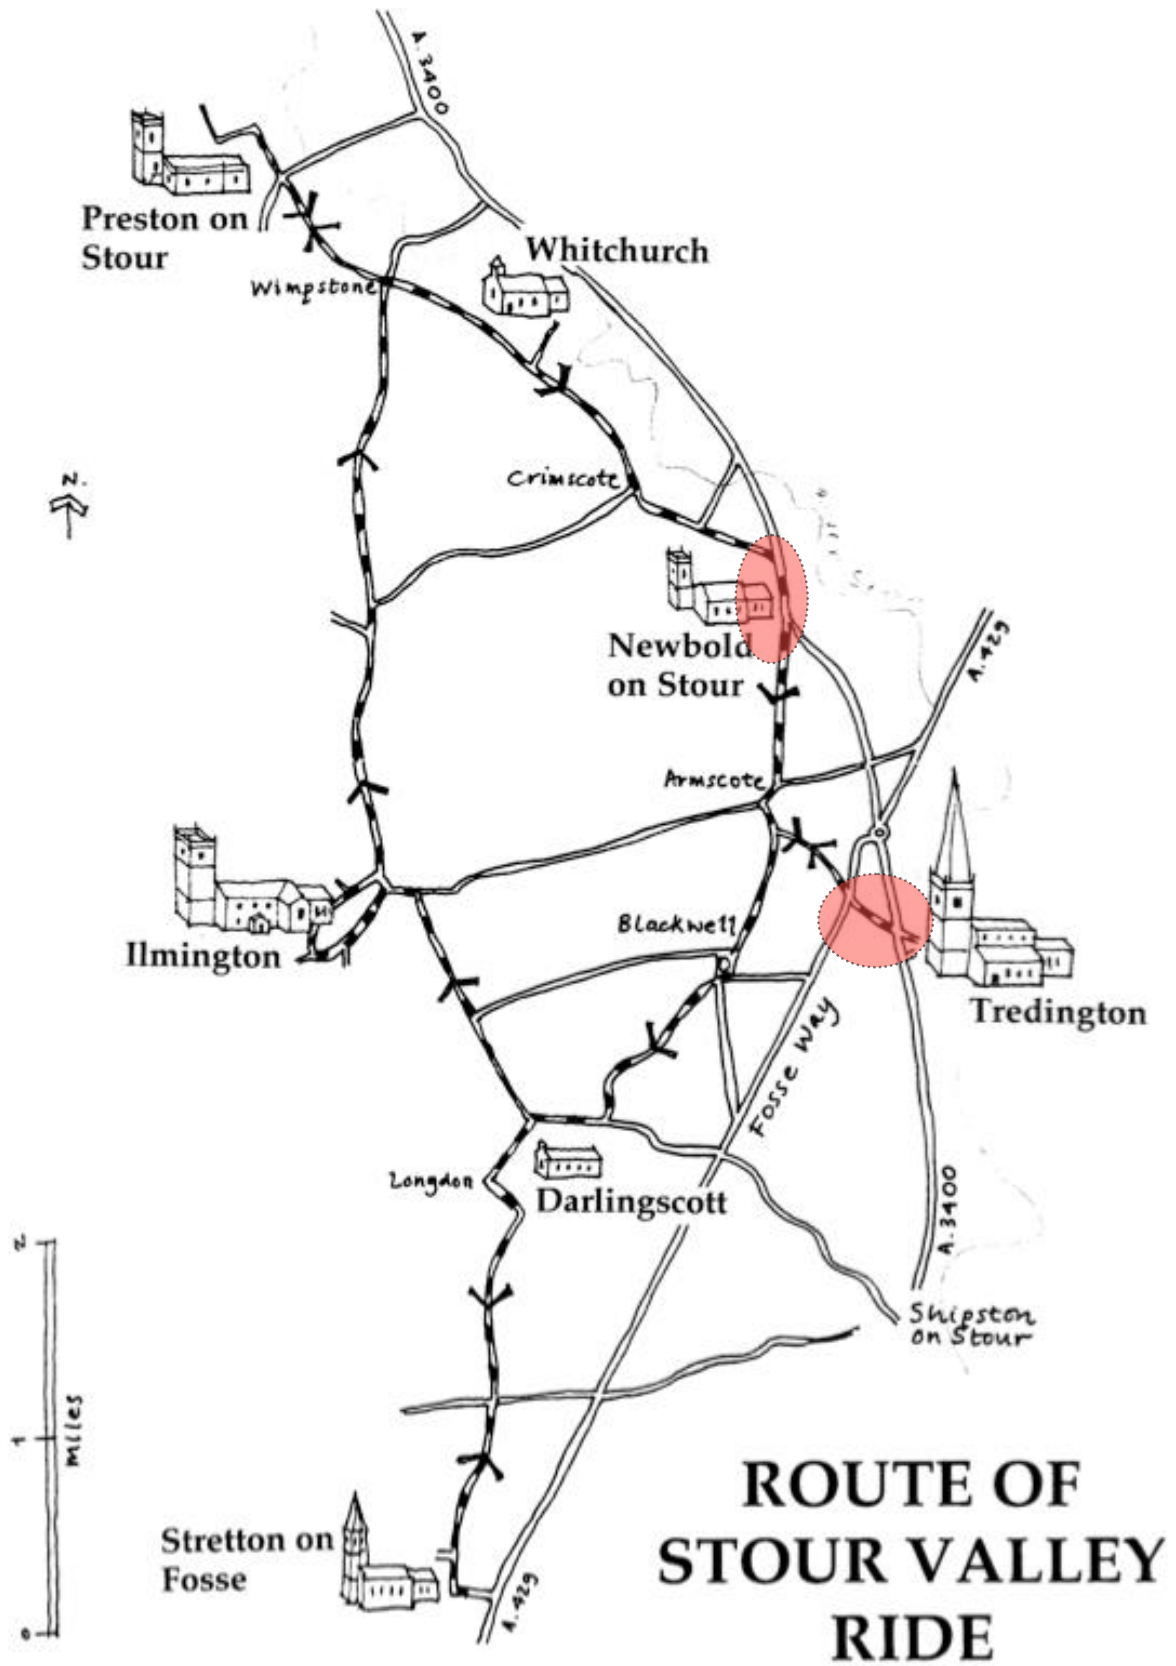 A.3400
Preston on
Stour
Whitchurch
Wimpstone
Crimscote
N.
Newbold
on Stour
A.429
Armscote
Blackwell
Ilmington
Tredington
Fosse Way
Longdon
Darlingscott
A.3400
Shipston
on Stour
2
1
0
Miles
Stretton on
Fosse
A.429
ROUTE OF
STOUR VALLEY
RIDE